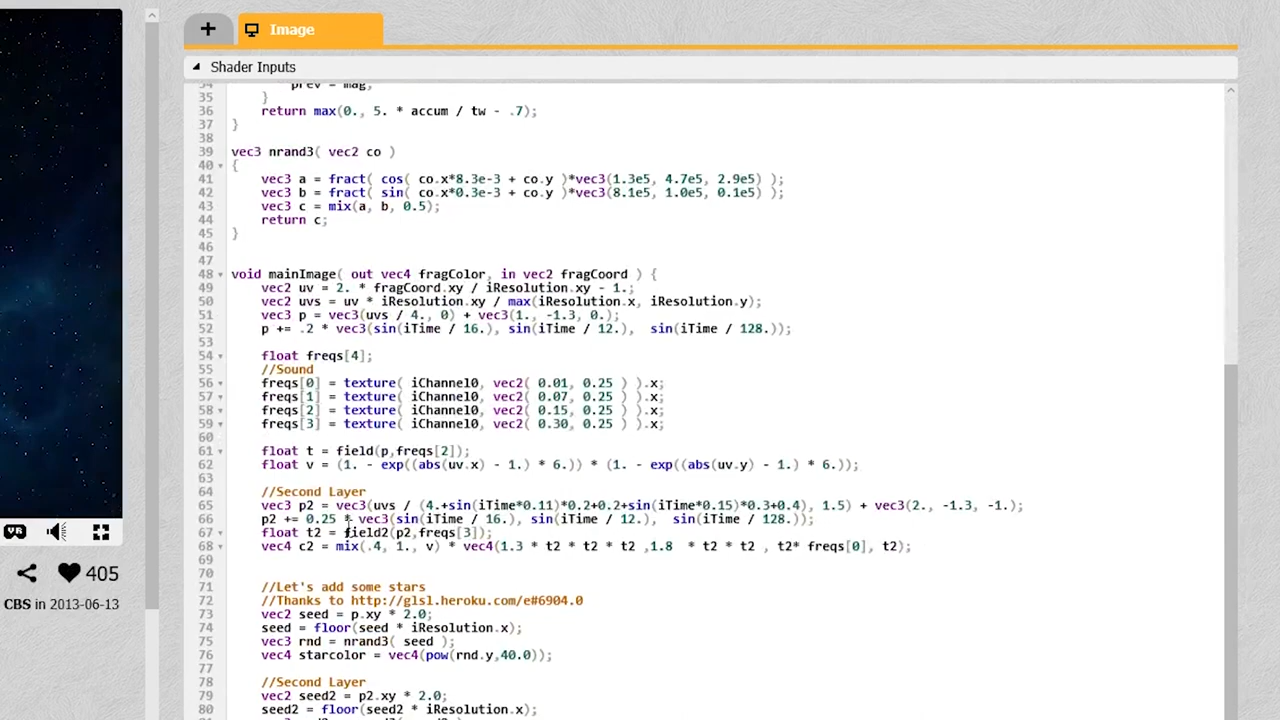 + Image
Shader Inputs
34 prev = mag;
35 }
36 return max(0., 5. * accum / tw - .7);
37 }
38
39 vec3 nrand3( vec2 co )
40 {
41 vec3 a = fract( cos( co.x*8.3e-3 + co.y )*vec3(1.3e5, 4.7e5, 2.9e5) );
42 vec3 b = fract( sin( co.x*0.3e-3 + co.y )*vec3(8.1e5, 1.0e5, 0.1e5) );
43 vec3 c = mix(a, b, 0.5);
44 return c;
45 }
46
47
48 void mainImage( out vec4 fragColor, in vec2 fragCoord ) {
49 vec2 uv = 2. * fragCoord.xy / iResolution.xy - 1.;
50 vec2 uvs = uv * iResolution.xy / max(iResolution.x, iResolution.y);
51 vec3 p = vec3(uvs / 4., 0) + vec3(1., -1.3, 0.);
52 p += .2 * vec3(sin(iTime / 16.), sin(iTime / 12.),  sin(iTime / 128.));
53
54 float freqs[4];
55 //Sound
56 freqs[0] = texture( iChannel0, vec2( 0.01, 0.25 ) ).x;
57 freqs[1] = texture( iChannel0, vec2( 0.07, 0.25 ) ).x;
58 freqs[2] = texture( iChannel0, vec2( 0.15, 0.25 ) ).x;
59 freqs[3] = texture( iChannel0, vec2( 0.30, 0.25 ) ).x;
60
61 float t = field(p,freqs[2]);
62 float v = (1. - exp((abs(uv.x) - 1.) * 6.)) * (1. - exp((abs(uv.y) - 1.) * 6.));
63
64 //Second Layer
65 vec3 p2 = vec3(uvs / (4.+sin(iTime*0.11)*0.2+0.2+sin(iTime*0.15)*0.3+0.4), 1.5) + vec3(2., -1.3, -1.);
66 p2 += 0.25 * vec3(sin(iTime / 16.), sin(iTime / 12.),  sin(iTime / 128.));
67 float t2 = field2(p2,freqs[3]);
68 vec4 c2 = mix(.4, 1., v) * vec4(1.3 * t2 * t2 * t2 ,1.8  * t2 * t2 , t2* freqs[0], t2);
69
70
71 //Let's add some stars
72 //Thanks to http://glsl.heroku.com/e#6904.0
73 vec2 seed = p.xy * 2.0;
74 seed = floor(seed * iResolution.x);
75 vec3 rnd = nrand3( seed );
76 vec4 starcolor = vec4(pow(rnd.y,40.0));
77
78 //Second Layer
79 vec2 seed2 = p2.xy * 2.0;
80 seed2 = floor(seed2 * iResolution.x);
VR
405
CBS in 2013-06-13